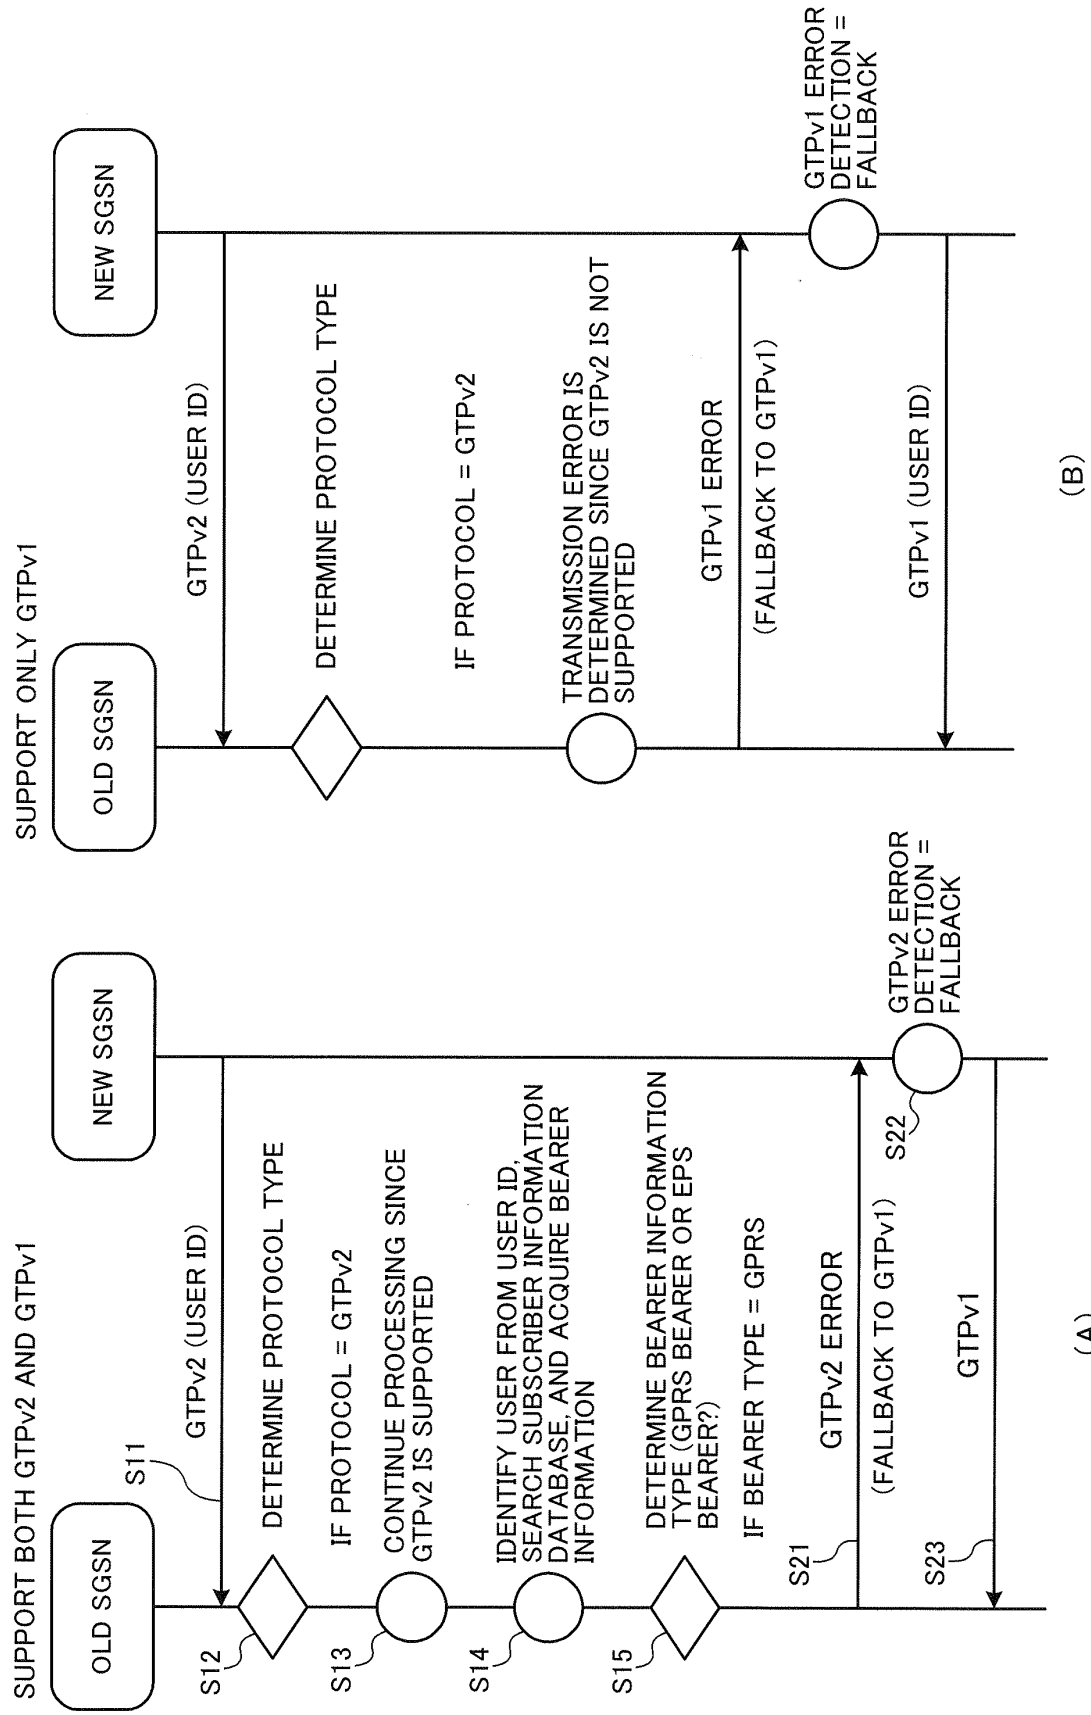 SUPPORT BOTH GTPv2 AND GTPv1
OLD SGSN
NEW SGSN
S11
GTPv2 (USER ID)
S12
DETERMINE PROTOCOL TYPE
IF PROTOCOL = GTPv2
S13
CONTINUE PROCESSING SINCE
GTPv2 IS SUPPORTED
S14
IDENTIFY USER FROM USER ID,
SEARCH SUBSCRIBER INFORMATION
DATABASE, AND ACQUIRE BEARER
INFORMATION
S15
DETERMINE BEARER INFORMATION
TYPE (GPRS BEARER OR EPS
BEARER?)
IF BEARER TYPE = GPRS
S21
GTPv2 ERROR
(FALLBACK TO GTPv1)
S22
GTPv2 ERROR
DETECTION =
FALLBACK
S23
GTPv1
(A)
SUPPORT ONLY GTPv1
OLD SGSN
NEW SGSN
GTPv2 (USER ID)
DETERMINE PROTOCOL TYPE
IF PROTOCOL = GTPv2
TRANSMISSION ERROR IS
DETERMINED SINCE GTPv2 IS NOT
SUPPORTED
GTPv1 ERROR
(FALLBACK TO GTPv1)
GTPv1 ERROR
DETECTION =
FALLBACK
GTPv1 (USER ID)
(B)